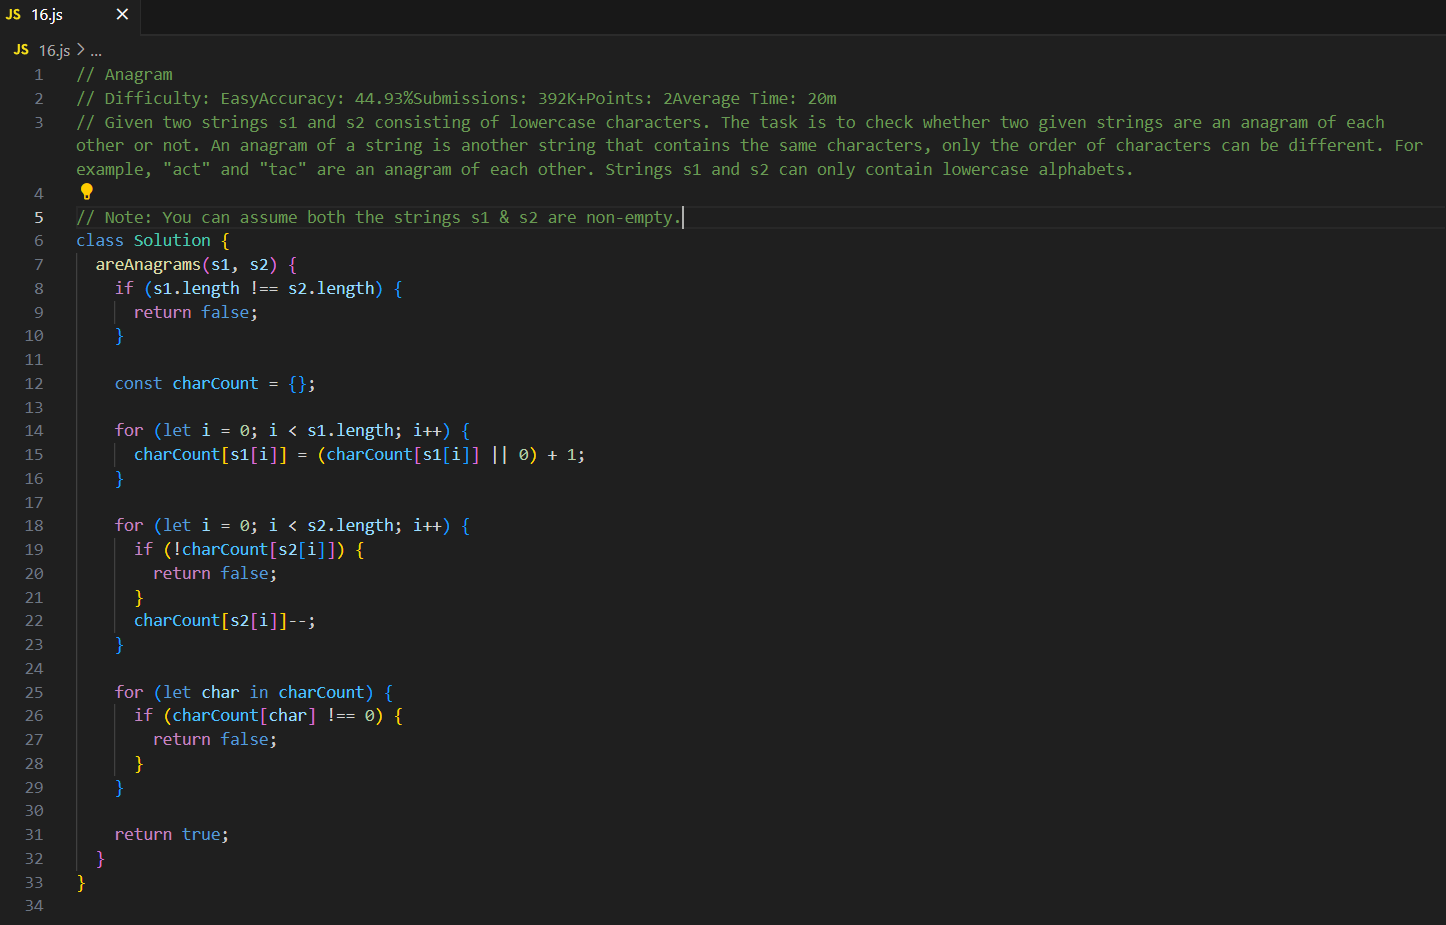 JS 16.js ×
JS 16.js > ...
1 // Anagram
2 // Difficulty: EasyAccuracy: 44.93%Submissions: 392K+Points: 2Average Time: 20m
3 // Given two strings s1 and s2 consisting of lowercase characters. The task is to check whether two given strings are an anagram of each
other or not. An anagram of a string is another string that contains the same characters, only the order of characters can be different. For
example, "act" and "tac" are an anagram of each other. Strings s1 and s2 can only contain lowercase alphabets.
4
5 // Note: You can assume both the strings s1 & s2 are non-empty.
6 class Solution {
7   areAnagrams(s1, s2) {
8     if (s1.length !== s2.length) {
9       return false;
10     }
11
12     const charCount = {};
13
14     for (let i = 0; i < s1.length; i++) {
15       charCount[s1[i]] = (charCount[s1[i]] || 0) + 1;
16     }
17
18     for (let i = 0; i < s2.length; i++) {
19       if (!charCount[s2[i]]) {
20         return false;
21       }
22       charCount[s2[i]]--;
23     }
24
25     for (let char in charCount) {
26       if (charCount[char] !== 0) {
27         return false;
28       }
29     }
30
31     return true;
32   }
33 }
34